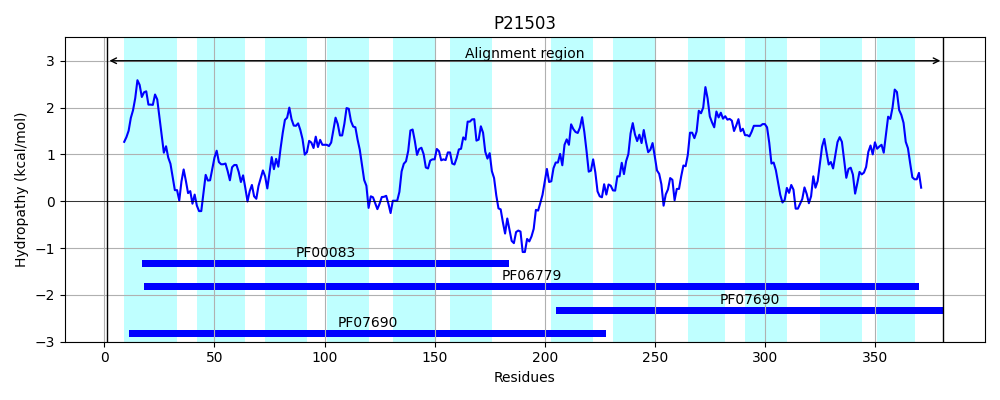 P21503
Alignment region
PF00083
PF06779
PF07690
PF07690
3
2
1
0
−1
−2
−3
Hydropathy (kcal/mol)
0 50 100 150 200 250 300 350
Residues